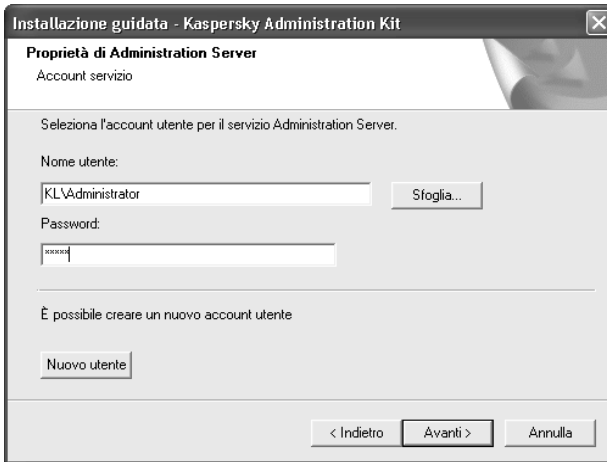 Installazione guidata - Kaspersky Administration Kit
Proprietà di Administration Server
Account servizio
Seleziona l'account utente per il servizio Administration Server.
Nome utente:
KL\Administrator
Sfoglia...
Password:
*****
È possibile creare un nuovo account utente
Nuovo utente
< Indietro
Avanti >
Annulla